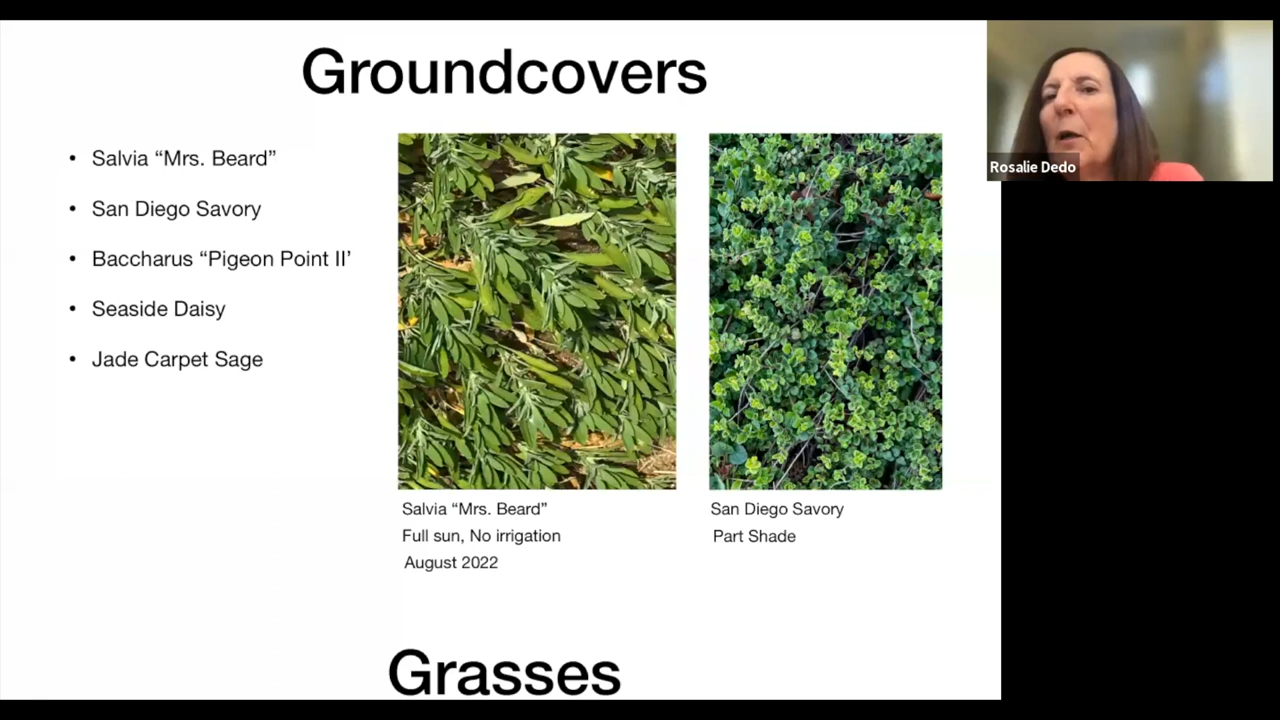 Groundcovers
• Salvia “Mrs. Beard”
• San Diego Savory
• Baccharus “Pigeon Point II’
• Seaside Daisy
• Jade Carpet Sage
Salvia “Mrs. Beard”
Full sun, No irrigation
August 2022
San Diego Savory
Part Shade
Grasses
Rosalie Dedo